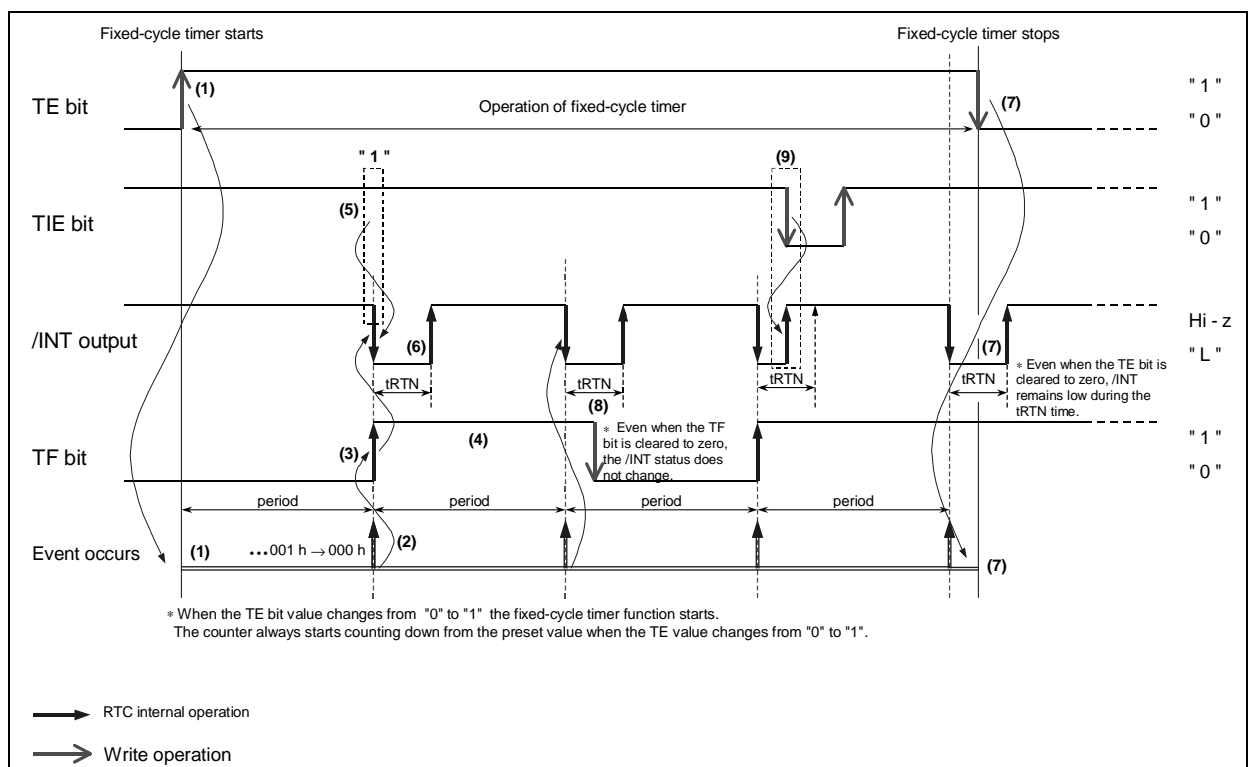 Fixed-cycle timer starts
Fixed-cycle timer stops
TE bit
(1)
Operation of fixed-cycle timer
(7)
" 1 "
" 0 "
" 1 "
(9)
TIE bit
(5)
" 1 "
" 0 "
/INT output
(6)
(7)
Hi - z
" L "
tRTN
tRTN
tRTN
tRTN
* Even when the TE bit is
cleared to zero, /INT
remains low during the
tRTN time.
(8)
TF bit
(3)
(4)
* Even when the TF
bit is cleared to zero,
the /INT status does
not change.
" 1 "
" 0 "
period
period
period
period
Event occurs
(1)
•••001 h → 000 h
(2)
(7)
* When the TE bit value changes from "0" to "1" the fixed-cycle timer function starts.
The counter always starts counting down from the preset value when the TE value changes from "0" to "1".
RTC internal operation
Write operation